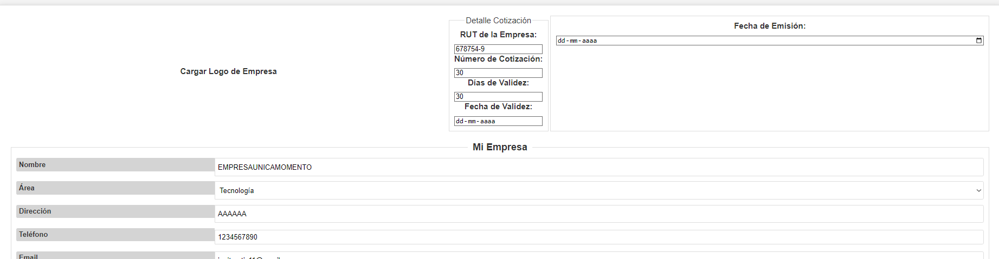 Cargar Logo de Empresa
Detalle Cotización
RUT de la Empresa:
678754-9
Número de Cotización:
30
Días de Validez:
30
Fecha de Validez:
dd-mm-aaaa
Fecha de Emisión:
dd-mm-aaaa
Mi Empresa
Nombre
EMPRESAUNICAMOMENTO
Área
Tecnología
Dirección
AAAAAA
Teléfono
1234567890
Email